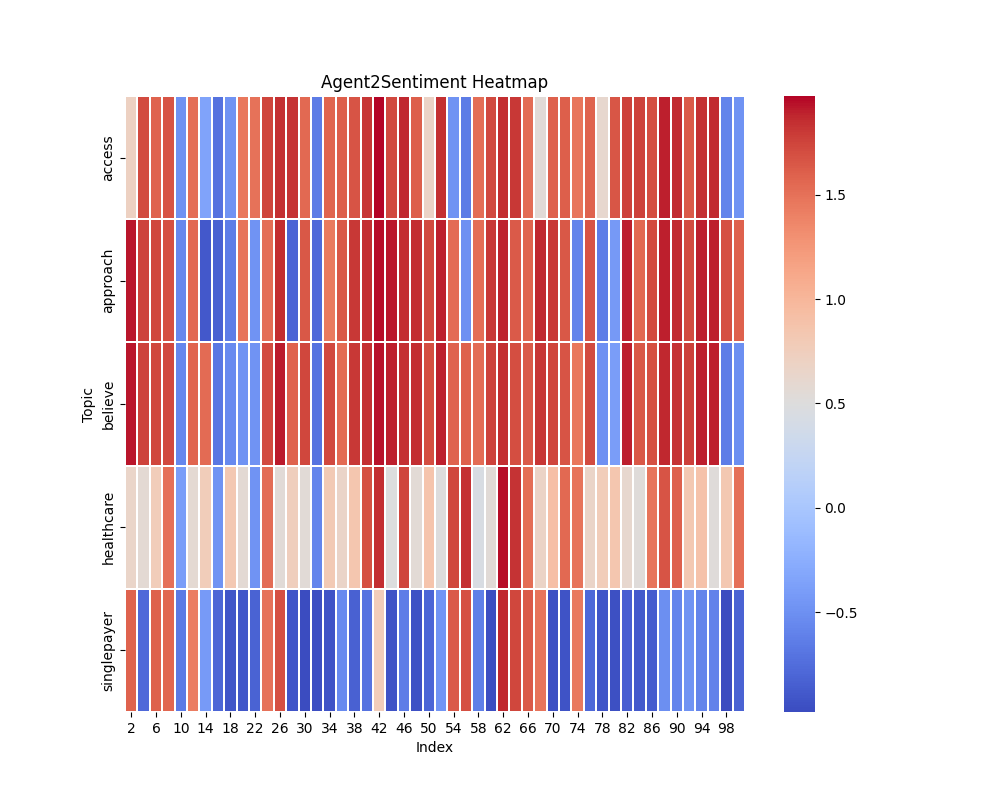 Agent2Sentiment Heatmap
access
approach
believe
healthcare
singlepayer
Topic
2 6 10 14 18 22 26 30 34 38 42 46 50 54 58 62 66 70 74 78 82 86 90 94 98
Index
1.5
1.0
0.5
0.0
−0.5